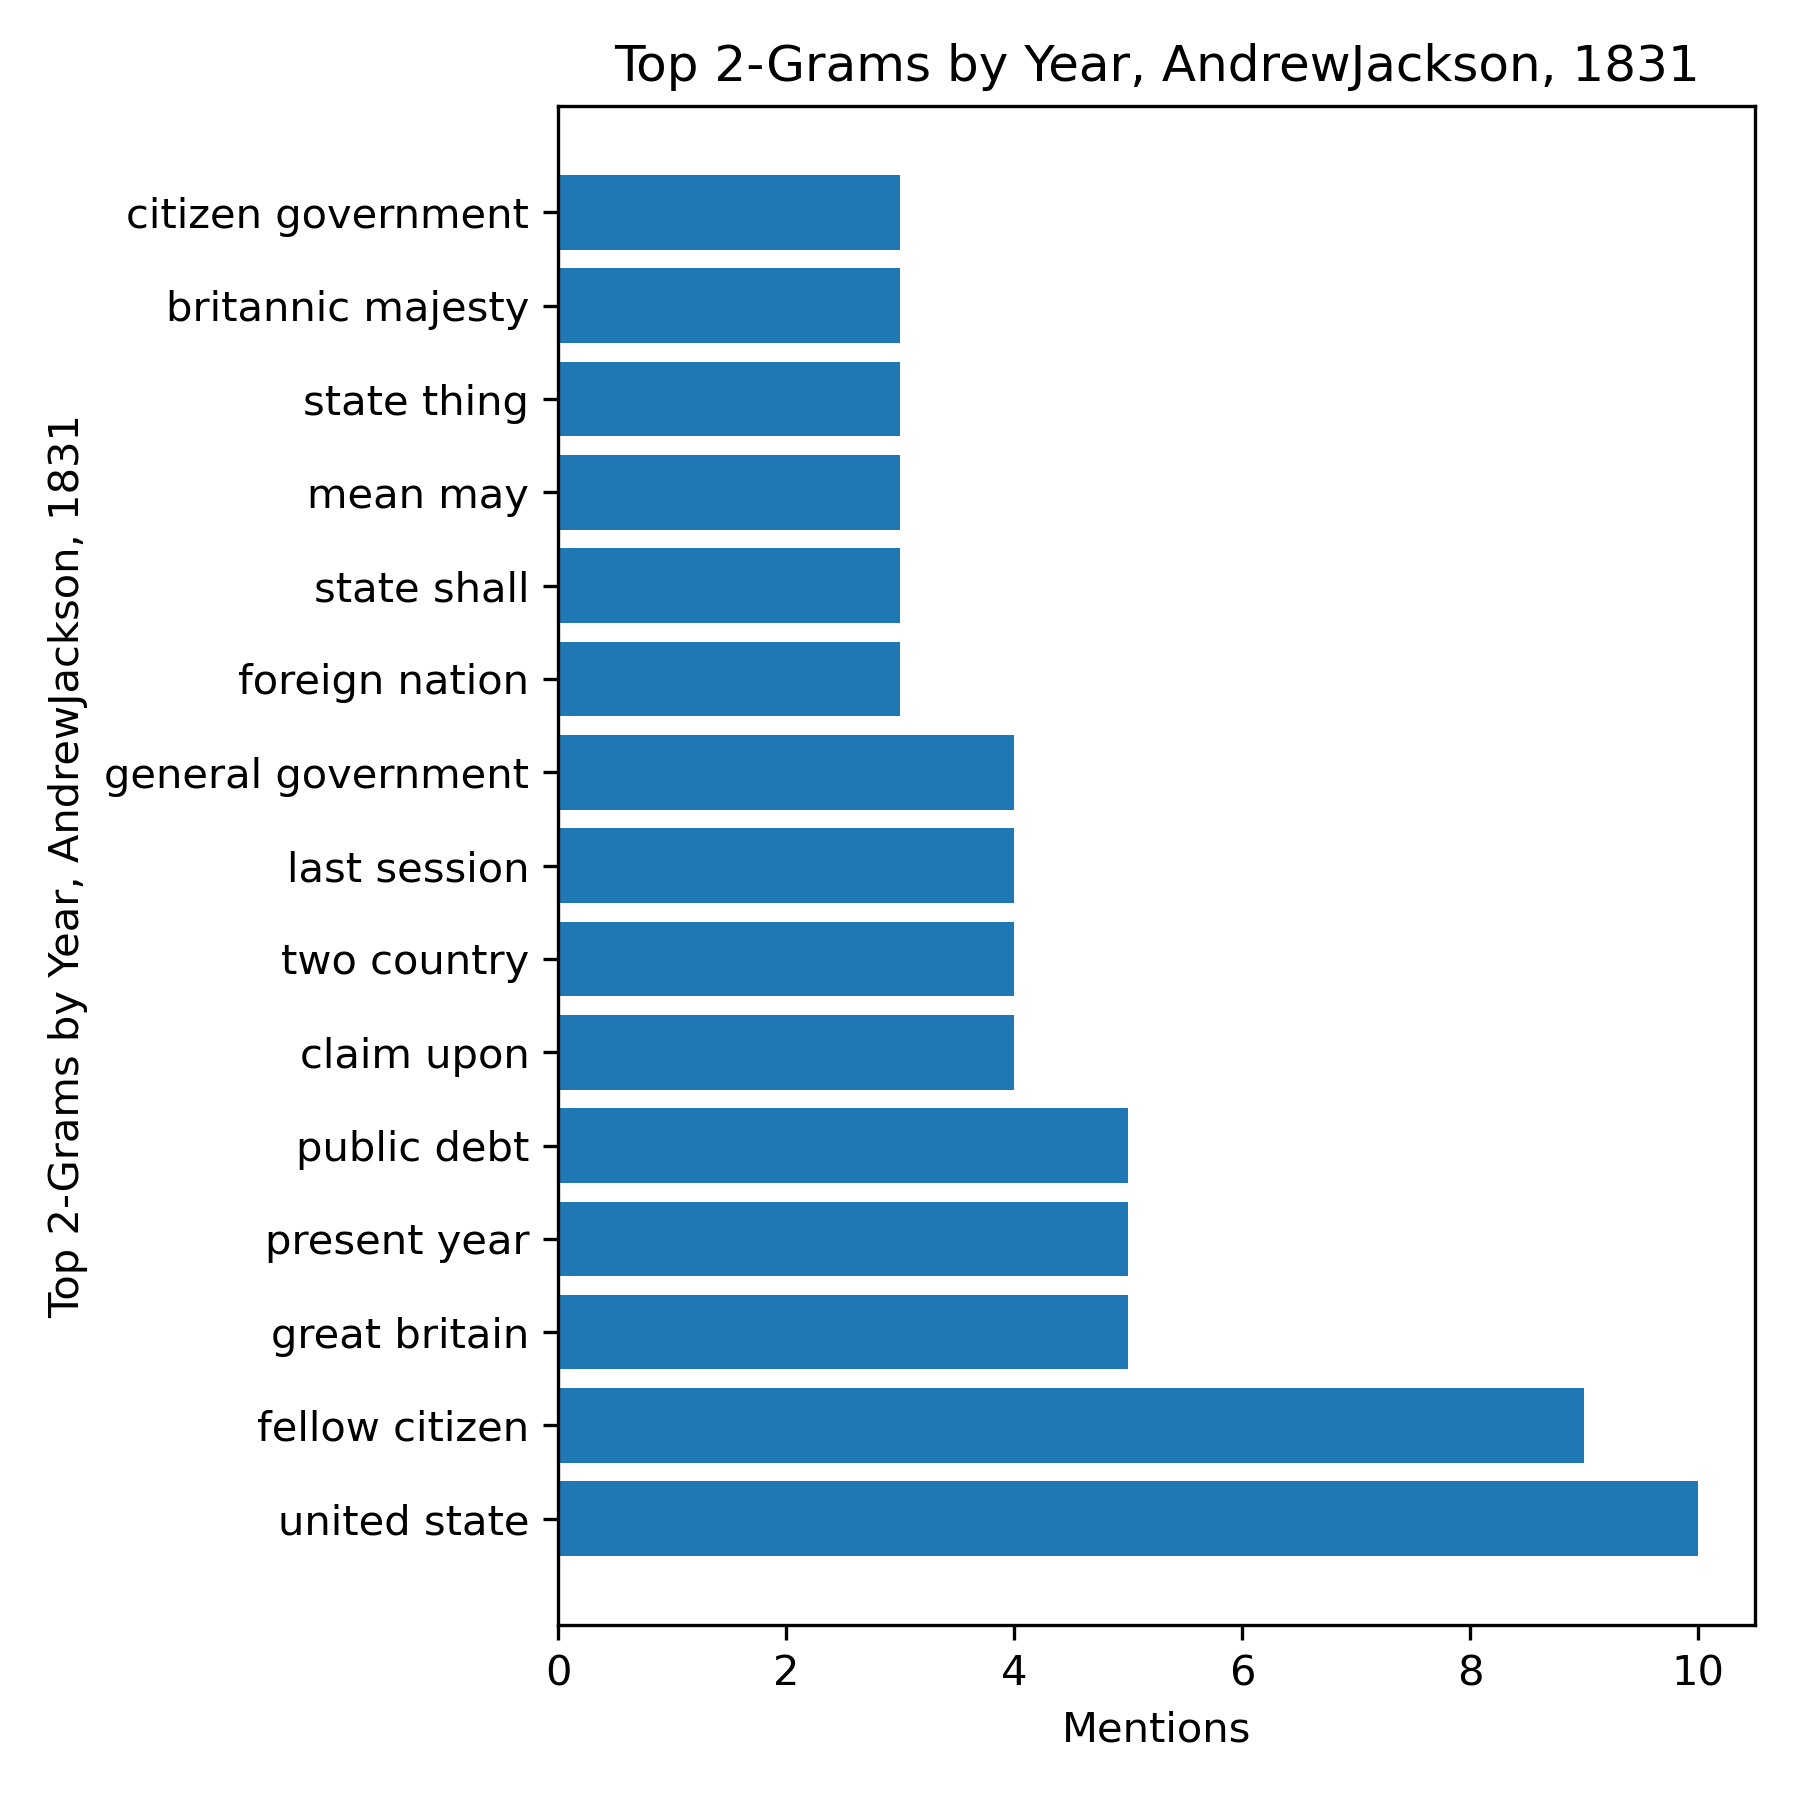 Top 2-Grams by Year, AndrewJackson, 1831
Top 2-Grams by Year, AndrewJackson, 1831
citizen government
britannic majesty
state thing
mean may
state shall
foreign nation
general government
last session
two country
claim upon
public debt
present year
great britain
fellow citizen
united state
0 2 4 6 8 10
Mentions